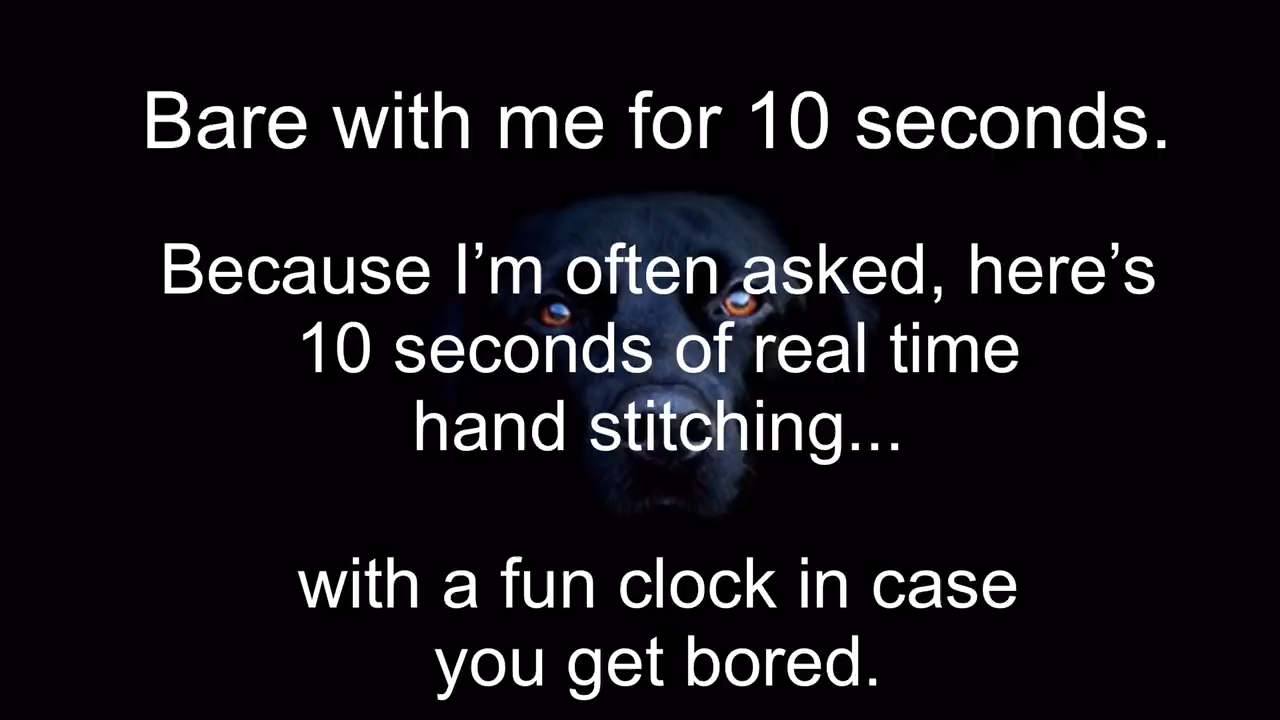 Bare with me for 10 seconds.
Because I’m often asked, here’s
10 seconds of real time
hand stitching...
with a fun clock in case
you get bored.